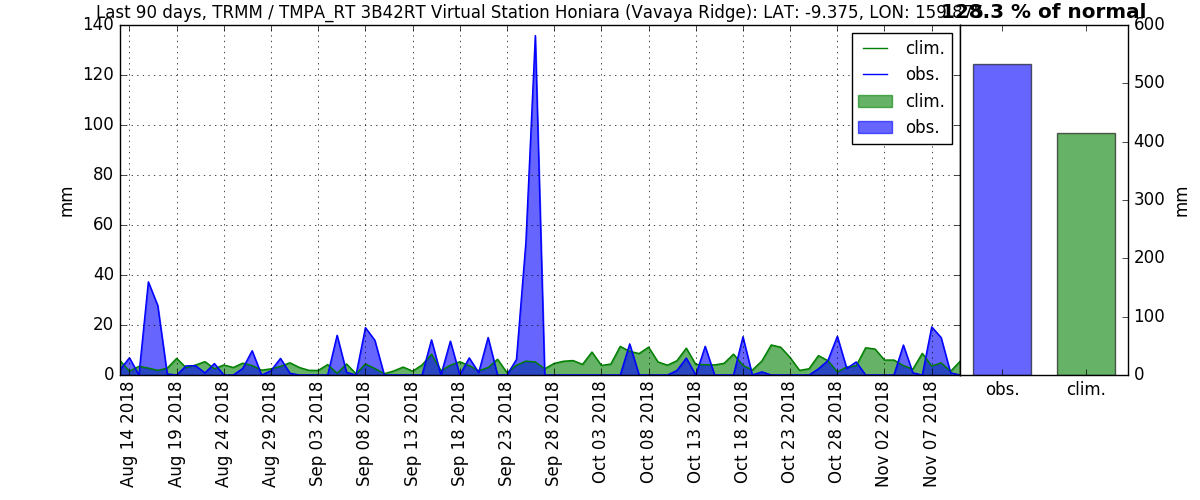 Last 90 days, TRMM / TMPA_RT 3B42RT Virtual Station Honiara (Vavaya Ridge): LAT: -9.375, LON:
128.3 % of normal
140
120
100
80
60
40
20
0
mm
clim.
obs.
clim.
obs.
Aug 14 2018
Aug 19 2018
Aug 24 2018
Aug 29 2018
Sep 03 2018
Sep 08 2018
Sep 13 2018
Sep 18 2018
Sep 23 2018
Sep 28 2018
Oct 03 2018
Oct 08 2018
Oct 13 2018
Oct 18 2018
Oct 23 2018
Oct 28 2018
Nov 02 2018
Nov 07 2018
600
500
400
300
200
100
0
mm
obs.
clim.